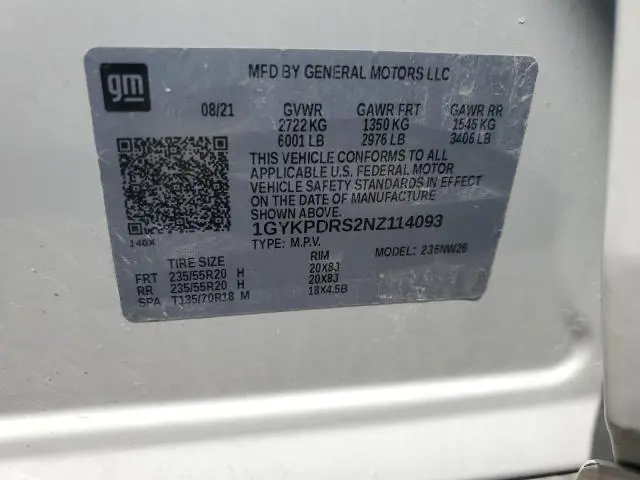 gm
MFD BY GENERAL MOTORS LLC
08/21 GVWR GAWR FRT GAWR RR
2722 KG 1350 KG 1545 KG
6001 LB 2976 LB 3406 LB
THIS VEHICLE CONFORMS TO ALL
APPLICABLE U.S. FEDERAL MOTOR
VEHICLE SAFETY STANDARDS IN EFFECT
ON THE DATE OF MANUFACTURE
SHOWN ABOVE.
1GYKPDRS2NZ114093
TYPE: M.P.V.
MODEL: 236NW26
TIRE SIZE RIM
FRT 235/55R20 H 20X8J
RR 235/55R20 H 20X8J
SPA T135/70R18 M 18X4.5B